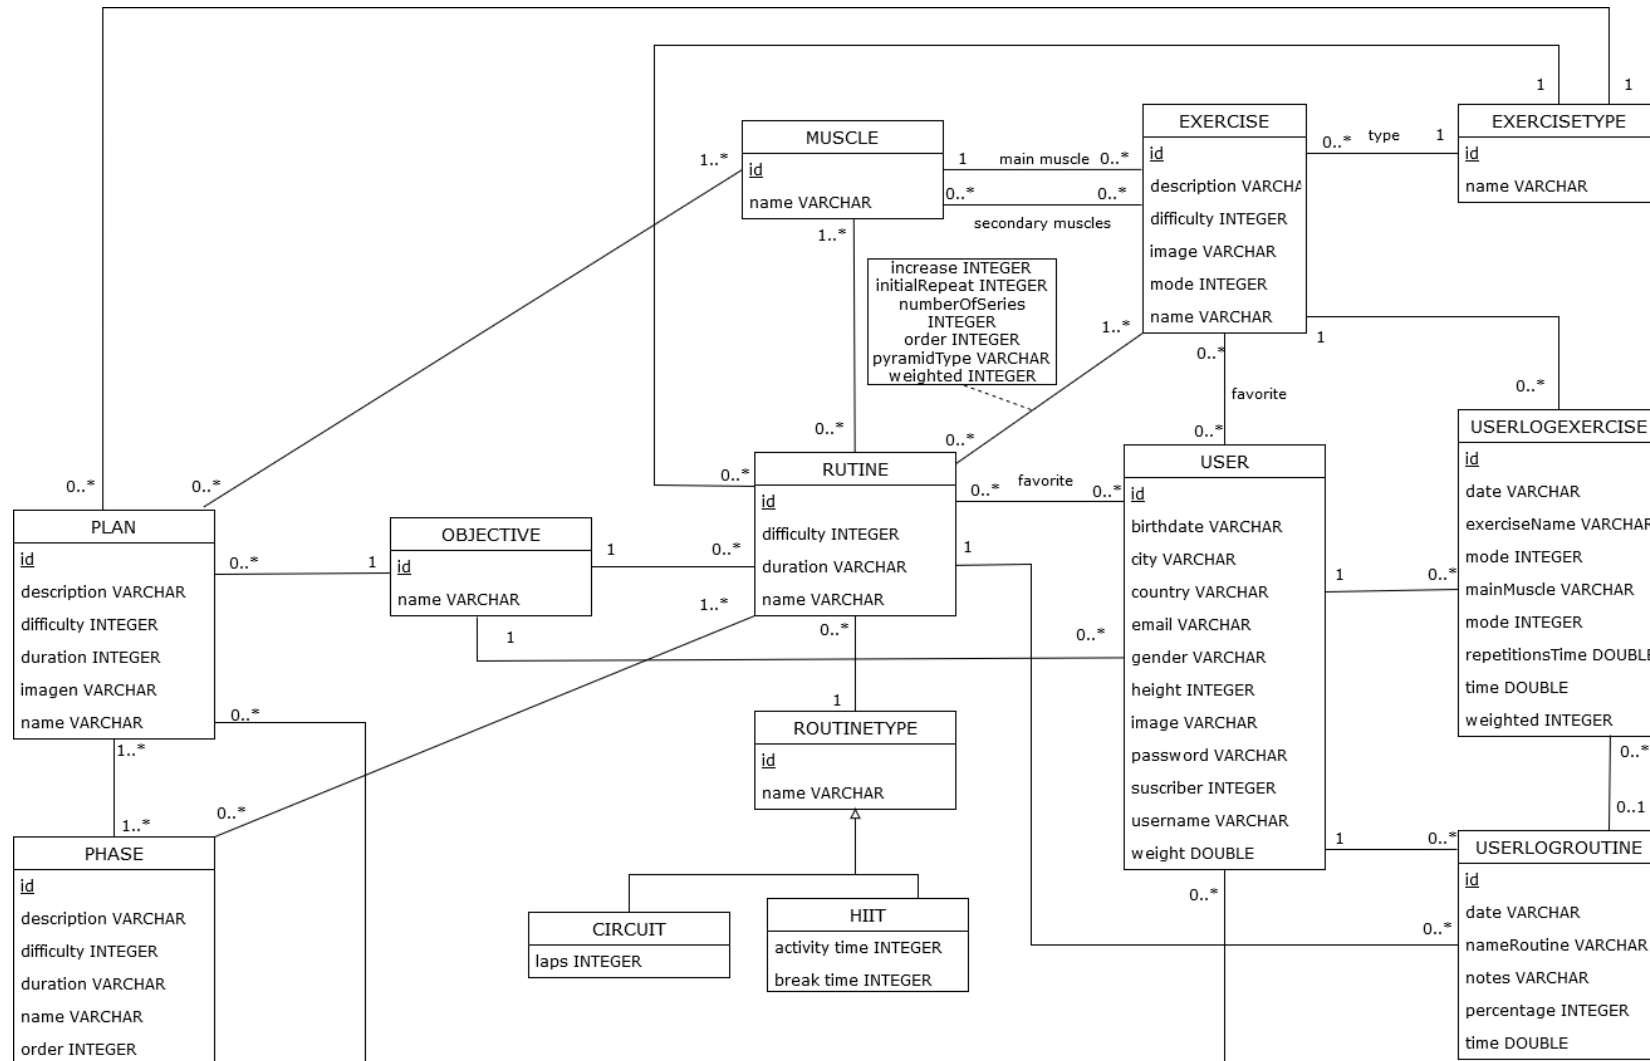 1
1
EXERCISE
EXERCISETYPE
MUSCLE
id
0..*
type
1
id
1..*
id
1
main muscle
0..*
description VARCHA
name VARCHAR
name VARCHAR
0..*
0..*
difficulty INTEGER
secondary muscles
1..*
image VARCHAR
increase INTEGER
initialRepeat INTEGER
numberOfSeries
INTEGER
order INTEGER
pyramidType VARCHAR
weighted INTEGER
mode INTEGER
name VARCHAR
1..*
1
0..*
0..*
favorite
0..*
0..*
0..*
0..*
USERLOGEXERCISE
id
date VARCHAR
exerciseName VARCHAR
mode INTEGER
mainMuscle VARCHAR
mode INTEGER
repetitionsTime DOUBLE
time DOUBLE
weighted INTEGER
0..*
RUTINE
id
difficulty INTEGER
duration VARCHAR
name VARCHAR
favorite
0..*
0..*
USER
id
birthdate VARCHAR
city VARCHAR
country VARCHAR
email VARCHAR
gender VARCHAR
height INTEGER
image VARCHAR
password VARCHAR
suscriber INTEGER
username VARCHAR
weight DOUBLE
0..*
0..*
PLAN
id
description VARCHAR
difficulty INTEGER
duration INTEGER
imagen VARCHAR
name VARCHAR
0..*
1
OBJECTIVE
id
name VARCHAR
1
0..*
1
1
0..*
1..*
1
0..*
0..*
0..*
1..*
1
ROUTINETYPE
id
name VARCHAR
0..*
0..1
1..*
0..*
PHASE
id
description VARCHAR
difficulty INTEGER
duration VARCHAR
name VARCHAR
order INTEGER
1
0..*
USERLOGROUTINE
id
date VARCHAR
nameRoutine VARCHAR
notes VARCHAR
percentage INTEGER
time DOUBLE
0..*
0..*
CIRCUIT
laps INTEGER
HIIT
activity time INTEGER
break time INTEGER